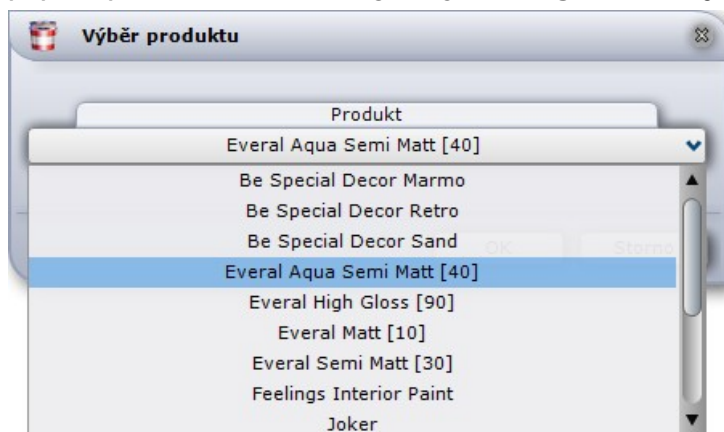 Výběr produktu
Produkt
Everal Aqua Semi Matt [40]
Be Special Decor Marmo
Be Special Decor Retro
Be Special Decor Sand
OK Storno
Everal Aqua Semi Matt [40]
Everal High Gloss [90]
Everal Matt [10]
Everal Semi Matt [30]
Feelings Interior Paint
Joker